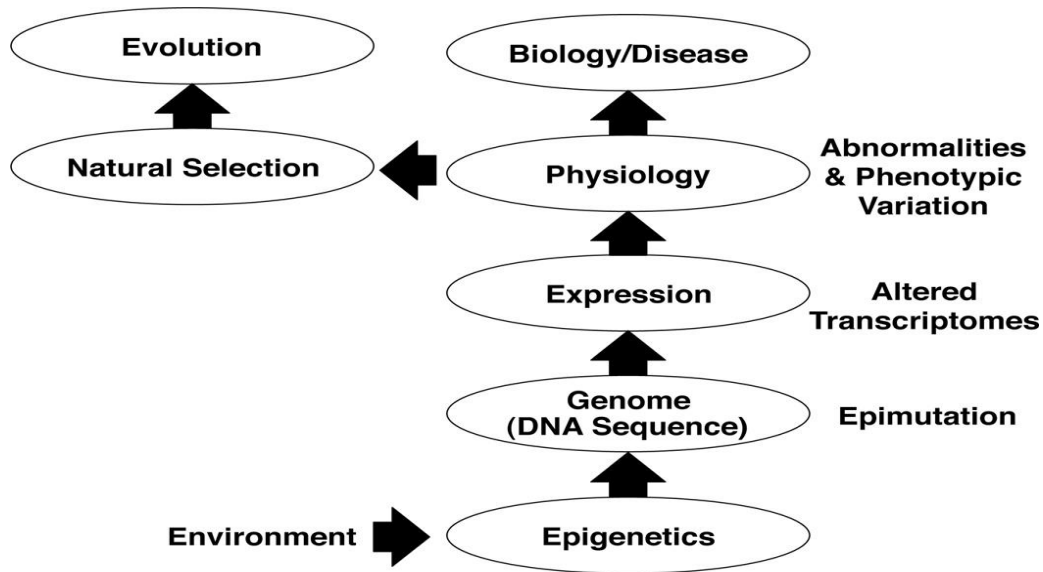 Evolution
Biology/Disease
Natural Selection
Physiology
Abnormalities
& Phenotypic
Variation
Expression
Altered
Transcriptomes
Genome
(DNA Sequence)
Epimutation
Environment
Epigenetics